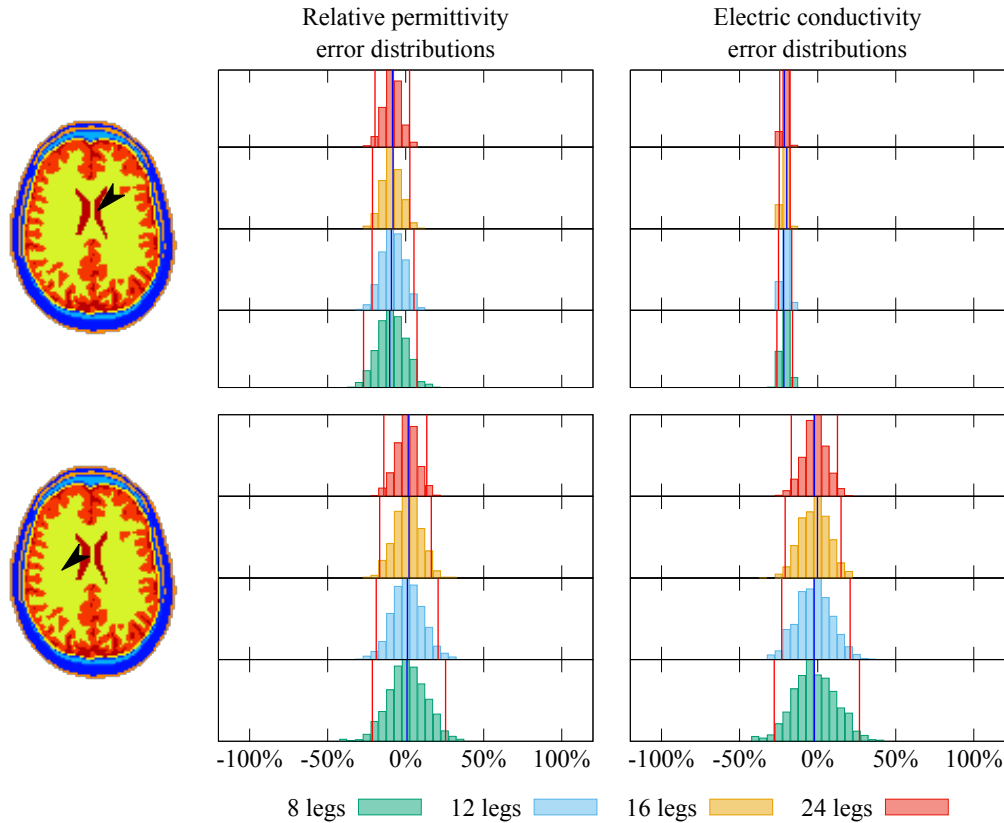 Relative permittivity
error distributions
Electric conductivity
error distributions
-100% -50% 0% 50% 100%
-100% -50% 0% 50% 100%
8 legs 12 legs 16 legs 24 legs